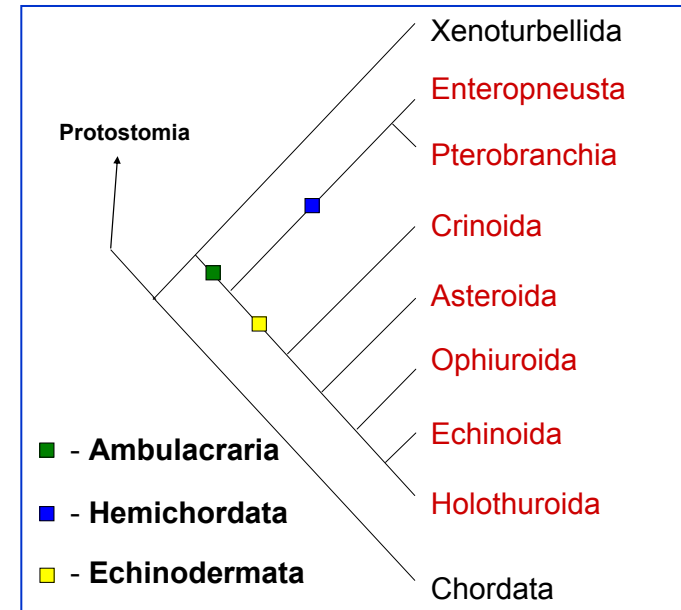 Xenoturbellida
Enteropneusta
Protostomia
Pterobranchia
Crinoida
Asteroida
Ophiuroida
Echinoida
- Ambulacraria
Holothuroida
- Hemichordata
- Echinodermata
Chordata